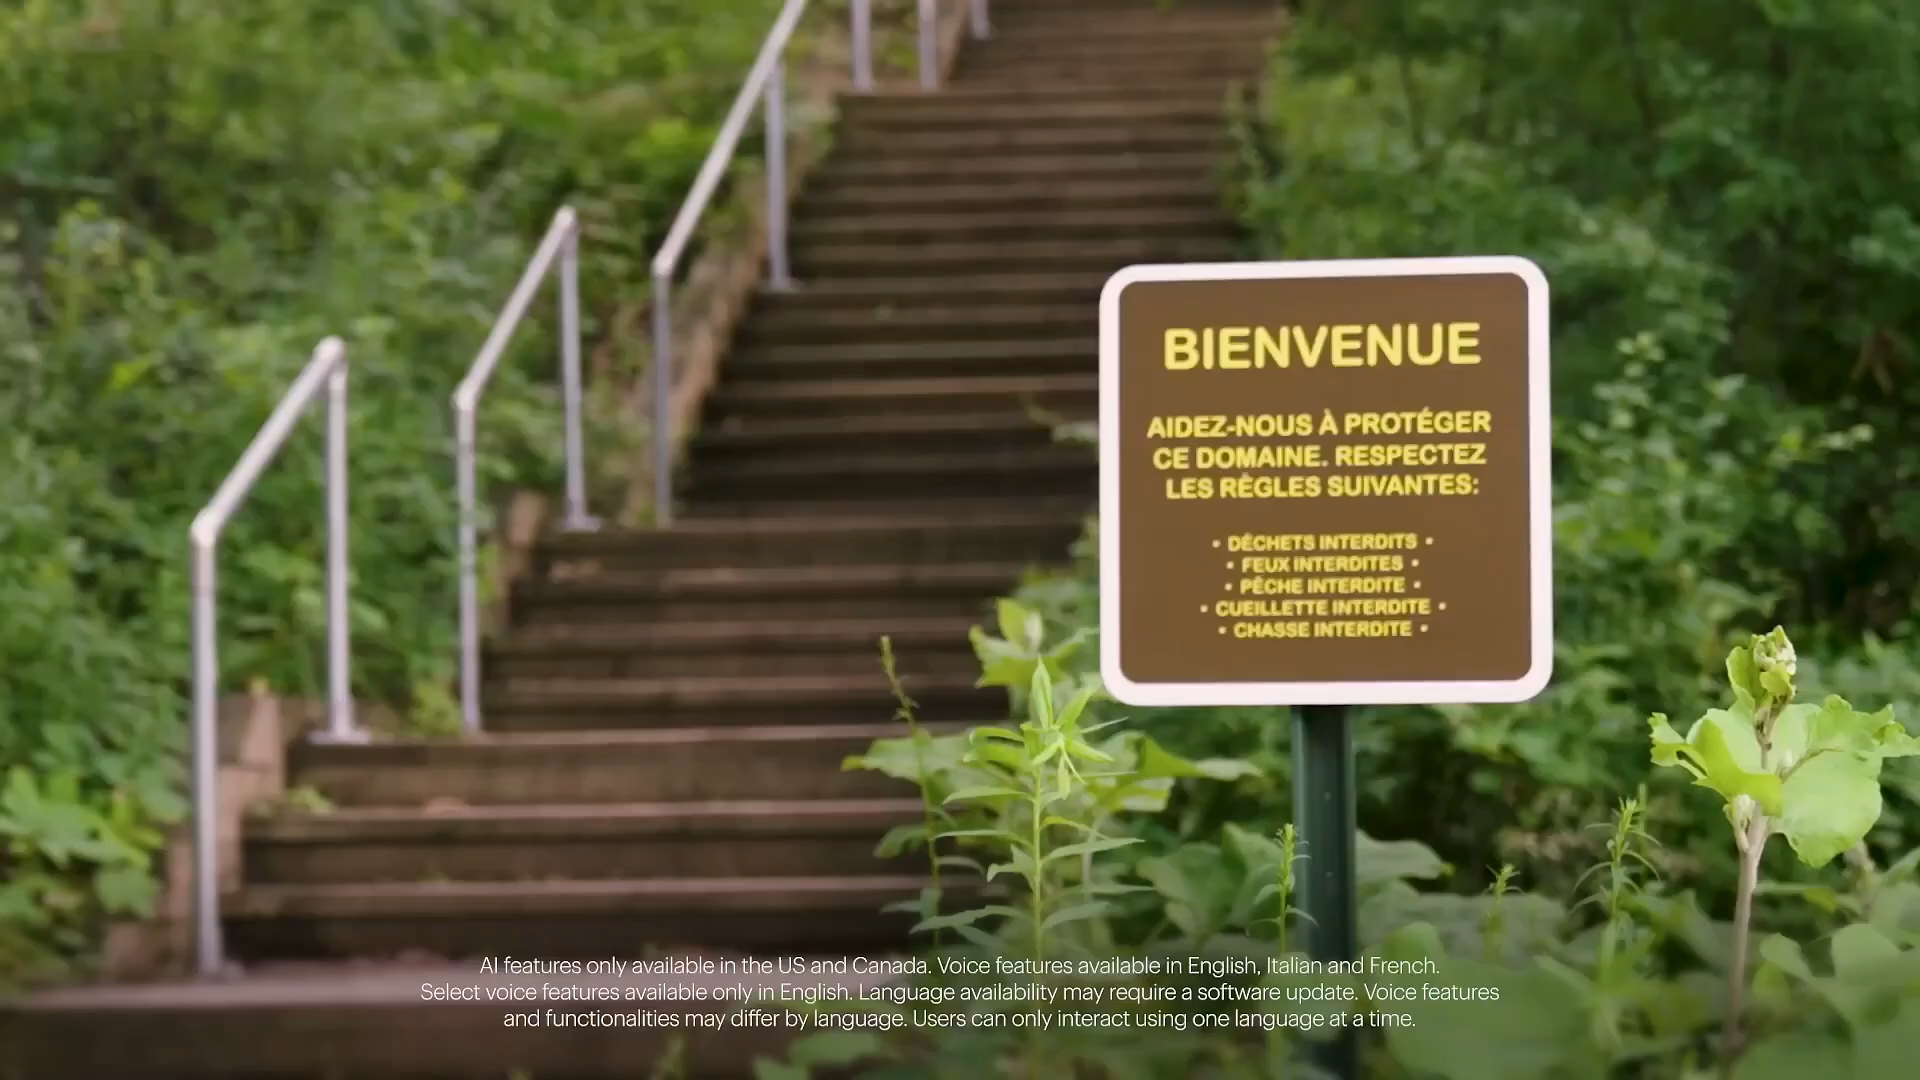 BIENVENUE
AIDEZ-NOUS À PROTÉGER
CE DOMAINE. RESPECTEZ
LES RÈGLES SUIVANTES:
• DÉCHETS INTERDITS •
• FEUX INTERDITES •
• PÊCHE INTERDITE •
• CUEILLETTE INTERDITE •
• CHASSE INTERDITE •
AI features only available in the US and Canada. Voice features available in English, Italian and French.
Select voice features available only in English. Language availability may require a software update. Voice features
and functionalities may differ by language. Users can only interact using one language at a time.